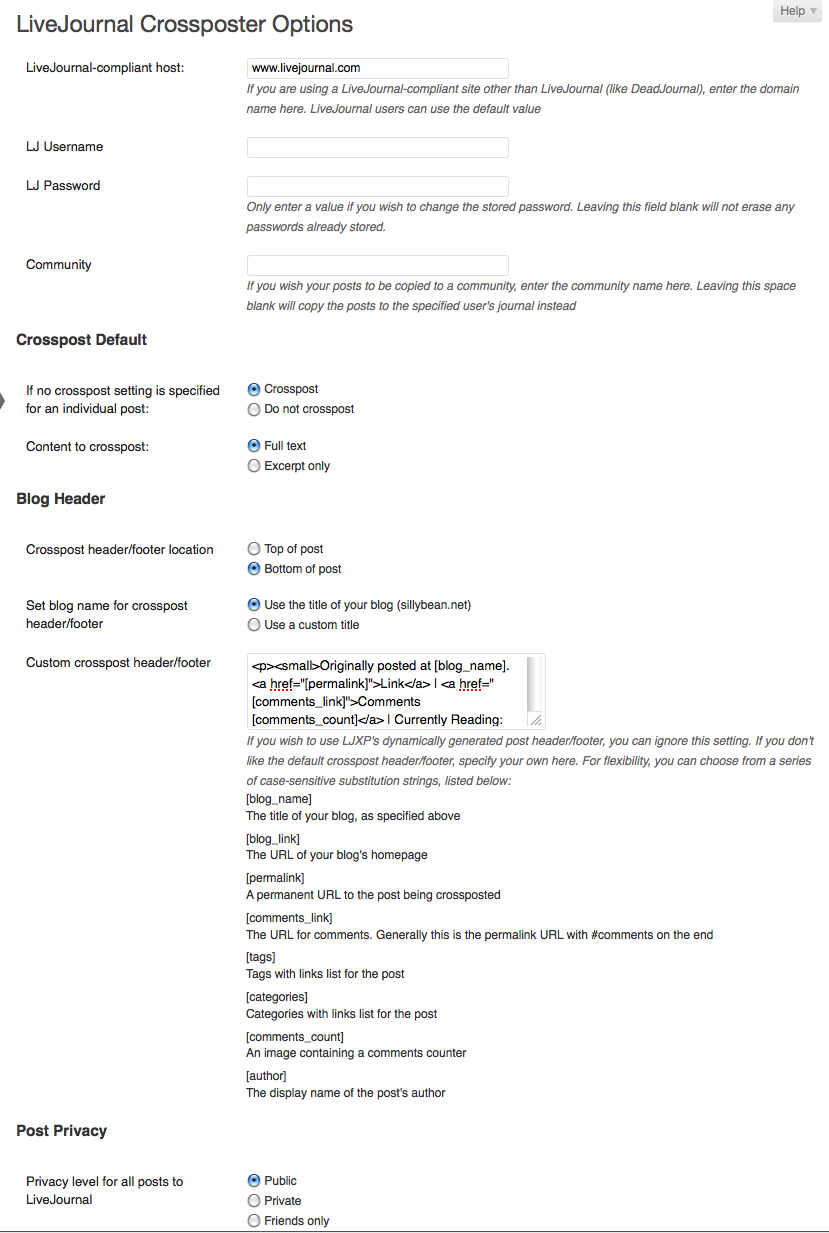 LiveJournal Crossposter Options
Help
LiveJournal-compliant host:
www.livejournal.com
If you are using a LiveJournal-compliant site other than LiveJournal (like DeadJournal), enter the domain
name here. LiveJournal users can use the default value
LJ Username
LJ Password
Only enter a value if you wish to change the stored password. Leaving this field blank will not erase any
passwords already stored.
Community
If you wish your posts to be copied to a community, enter the community name here. Leaving this space
blank will copy the posts to the specified user's journal instead
Crosspost Default
If no crosspost setting is specified
for an individual post:
Crosspost
Do not crosspost
Content to crosspost:
Full text
Excerpt only
Blog Header
Crosspost header/footer location
Top of post
Bottom of post
Set blog name for crosspost
header/footer
Use the title of your blog (sillybean.net)
Use a custom title
Custom crosspost header/footer
<p><small>Originally posted at [blog_name].
<a href="[permalink]">Link</a> | <a href="
[comments_link]">Comments
[comments_count]</a> | Currently Reading:
If you wish to use LJXP's dynamically generated post header/footer, you can ignore this setting. If you don't
like the default crosspost header/footer, specify your own here. For flexibility, you can choose from a series
of case-sensitive substitution strings, listed below:
[blog_name]
The title of your blog, as specified above
[blog_link]
The URL of your blog's homepage
[permalink]
A permanent URL to the post being crossposted
[comments_link]
The URL for comments. Generally this is the permalink URL with #comments on the end
[tags]
Tags with links list for the post
[categories]
Categories with links list for the post
[comments_count]
An image containing a comments counter
[author]
The display name of the post's author
Post Privacy
Privacy level for all posts to
LiveJournal
Public
Private
Friends only